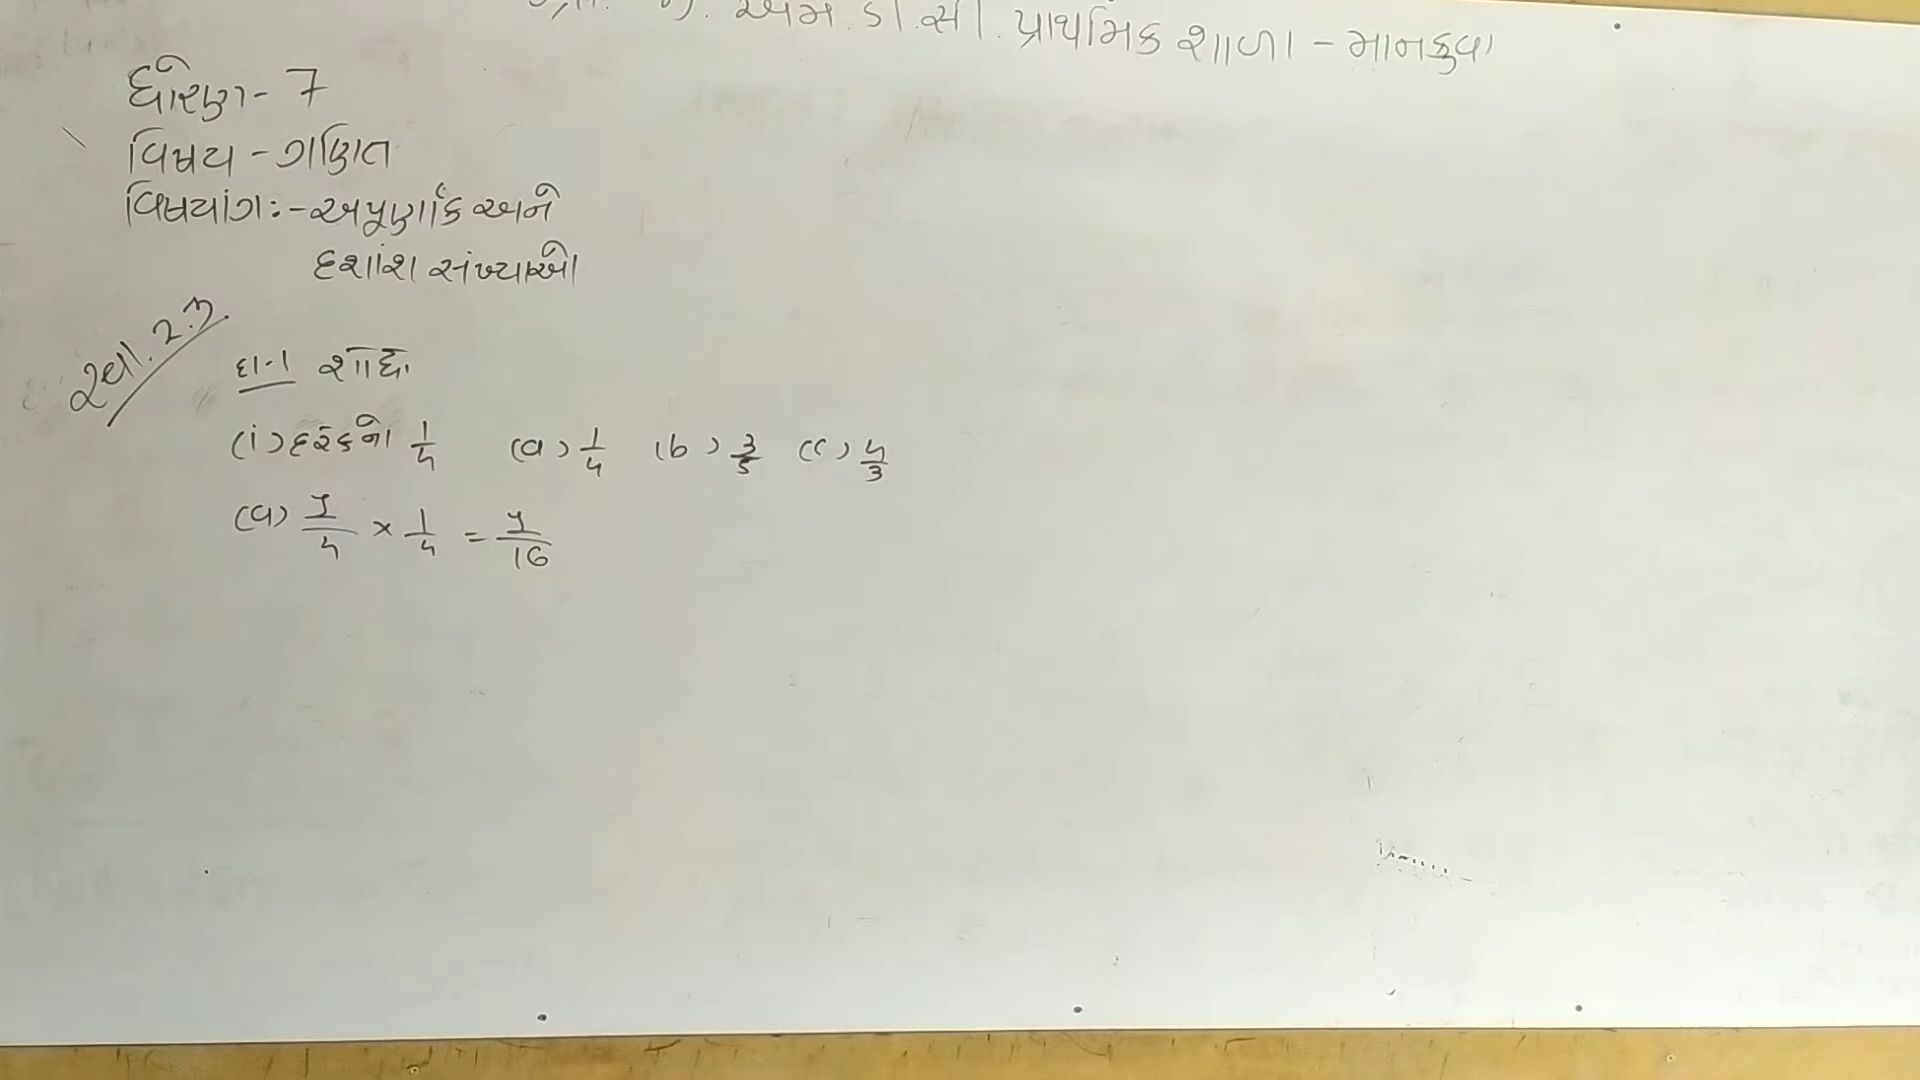 અેમ. ડી. સી. પ્રાથમિક શાળા - માનકુવા
ધોરણ - 7
વિષય - ગણિત
વિષયાંગ :- અપૂર્ણાંક અને
દશાંશ સંખ્યાઓ
સ્વા. 2.3
દા.1 શોધો
(i) દરેકનો 1/4 (a) 1/4 (b) 3/5 (c) 4/3
(a) 1/4 × 1/4 = 1/16